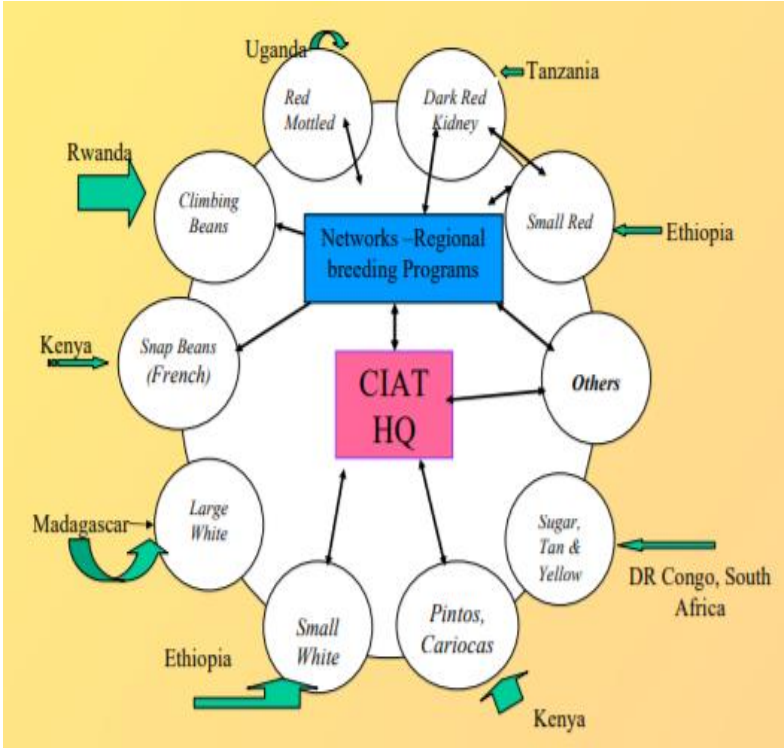 Uganda
Red
Mottled
Dark Red
Kidney
Tanzania
Rwanda
Climbing
Beans
Networks –Regional
breeding Programs
Small Red
Ethiopia
Kenya
Snap Beans
(French)
CIAT
HQ
Others
Madagascar
Large
White
Sugar,
Tan &
Yellow
DR Congo, South
Africa
Ethiopia
Small
White
Pintos,
Cariocas
Kenya